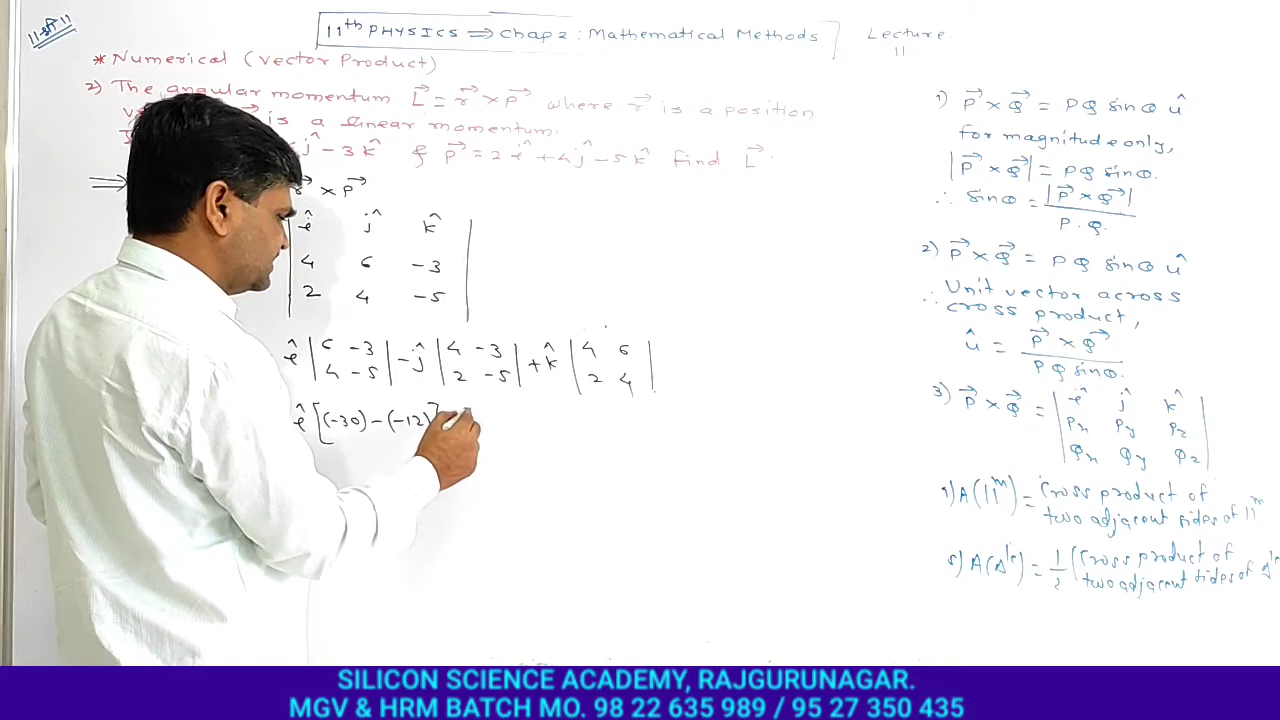 11th PHYSICS ⇒ Chap 2 : Mathematical Methods
Lecture 11
* Numerical (Vector Product)
2) The angular momentum L⃗ = r⃗ × p⃗ where r⃗ is a position
is a linear momentum.
ĵ - 3k̂ & p⃗ = 2î + 4ĵ - 5k̂ find L⃗.
⇒ r⃗ × p⃗
| î ĵ k̂ |
| 4 6 -3 |
| 2 4 -5 |
î | 6 -3 | - ĵ | 4 -3 | + k̂ | 4 6 |
| 4 -5 | | 2 -5 | | 2 4 |
î [(-30) - (-12)]
1) P⃗ × Q⃗ = PQ sinθ û
for magnitude only,
|P⃗ × Q⃗| = PQ sinθ.
∴ sinθ = |P⃗ × Q⃗|
P.Q.
2) P⃗ × Q⃗ = PQ sinθ û
∴ Unit vector across
cross product,
û = P⃗ × Q⃗
PQ sinθ.
3) P⃗ × Q⃗ = | î ĵ k̂ |
| Px Py Pz |
| Qx Qy Qz |
A(11m) = Cross product of
two adjacent sides of 11m
5) A(Δle) = 1/2 (Cross product of
two adjacent sides of Δle
SILICON SCIENCE ACADEMY, RAJGURUNAGAR.
MGV & HRM BATCH MO. 98 22 635 989 / 95 27 350 435